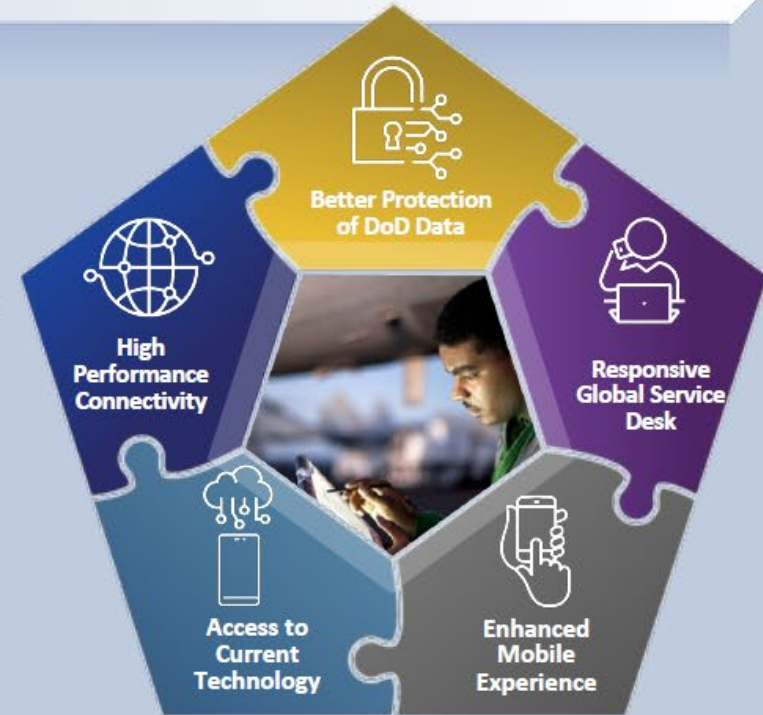 Better Protection
of DoD Data
High
Performance
Connectivity
Responsive
Global Service
Desk
Access to
Current
Technology
Enhanced
Mobile
Experience